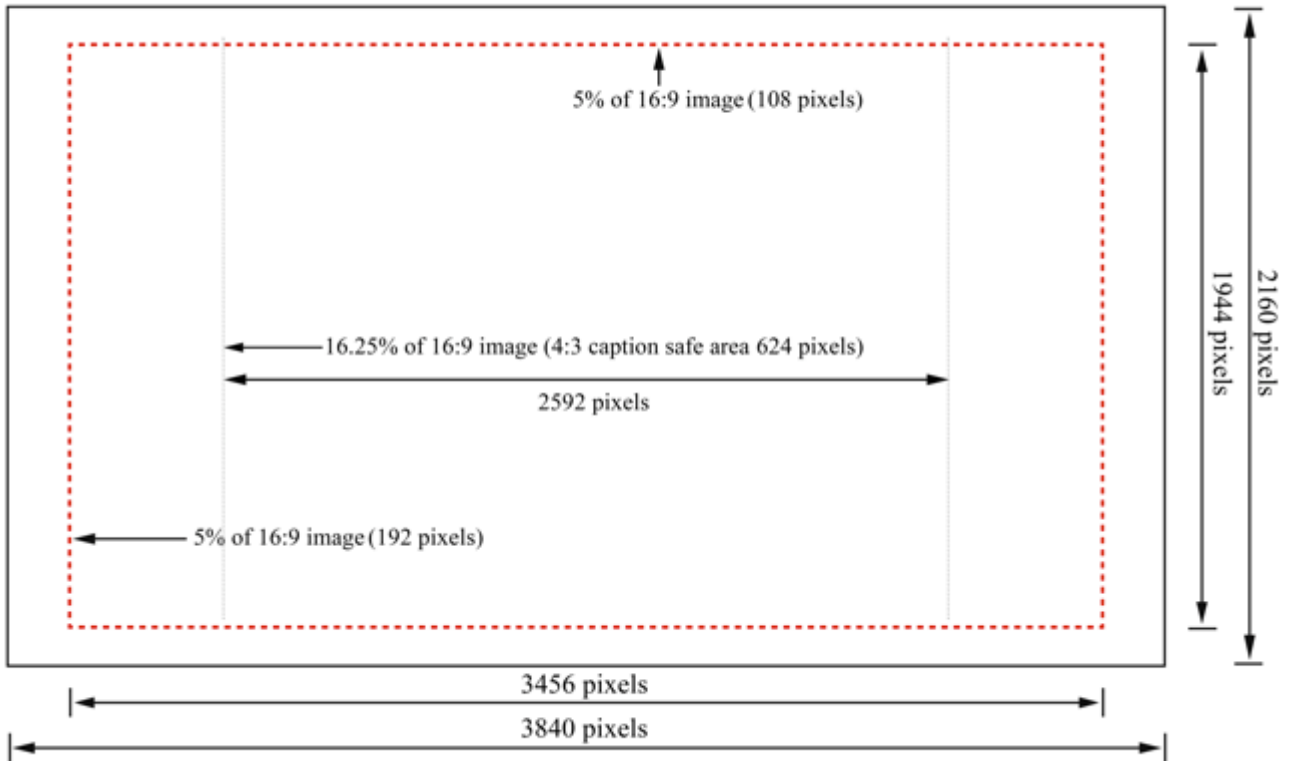 5% of 16:9 image (108 pixels)
16.25% of 16:9 image (4:3 caption safe area 624 pixels)
2592 pixels
5% of 16:9 image (192 pixels)
1944 pixels
2160 pixels
3456 pixels
3840 pixels